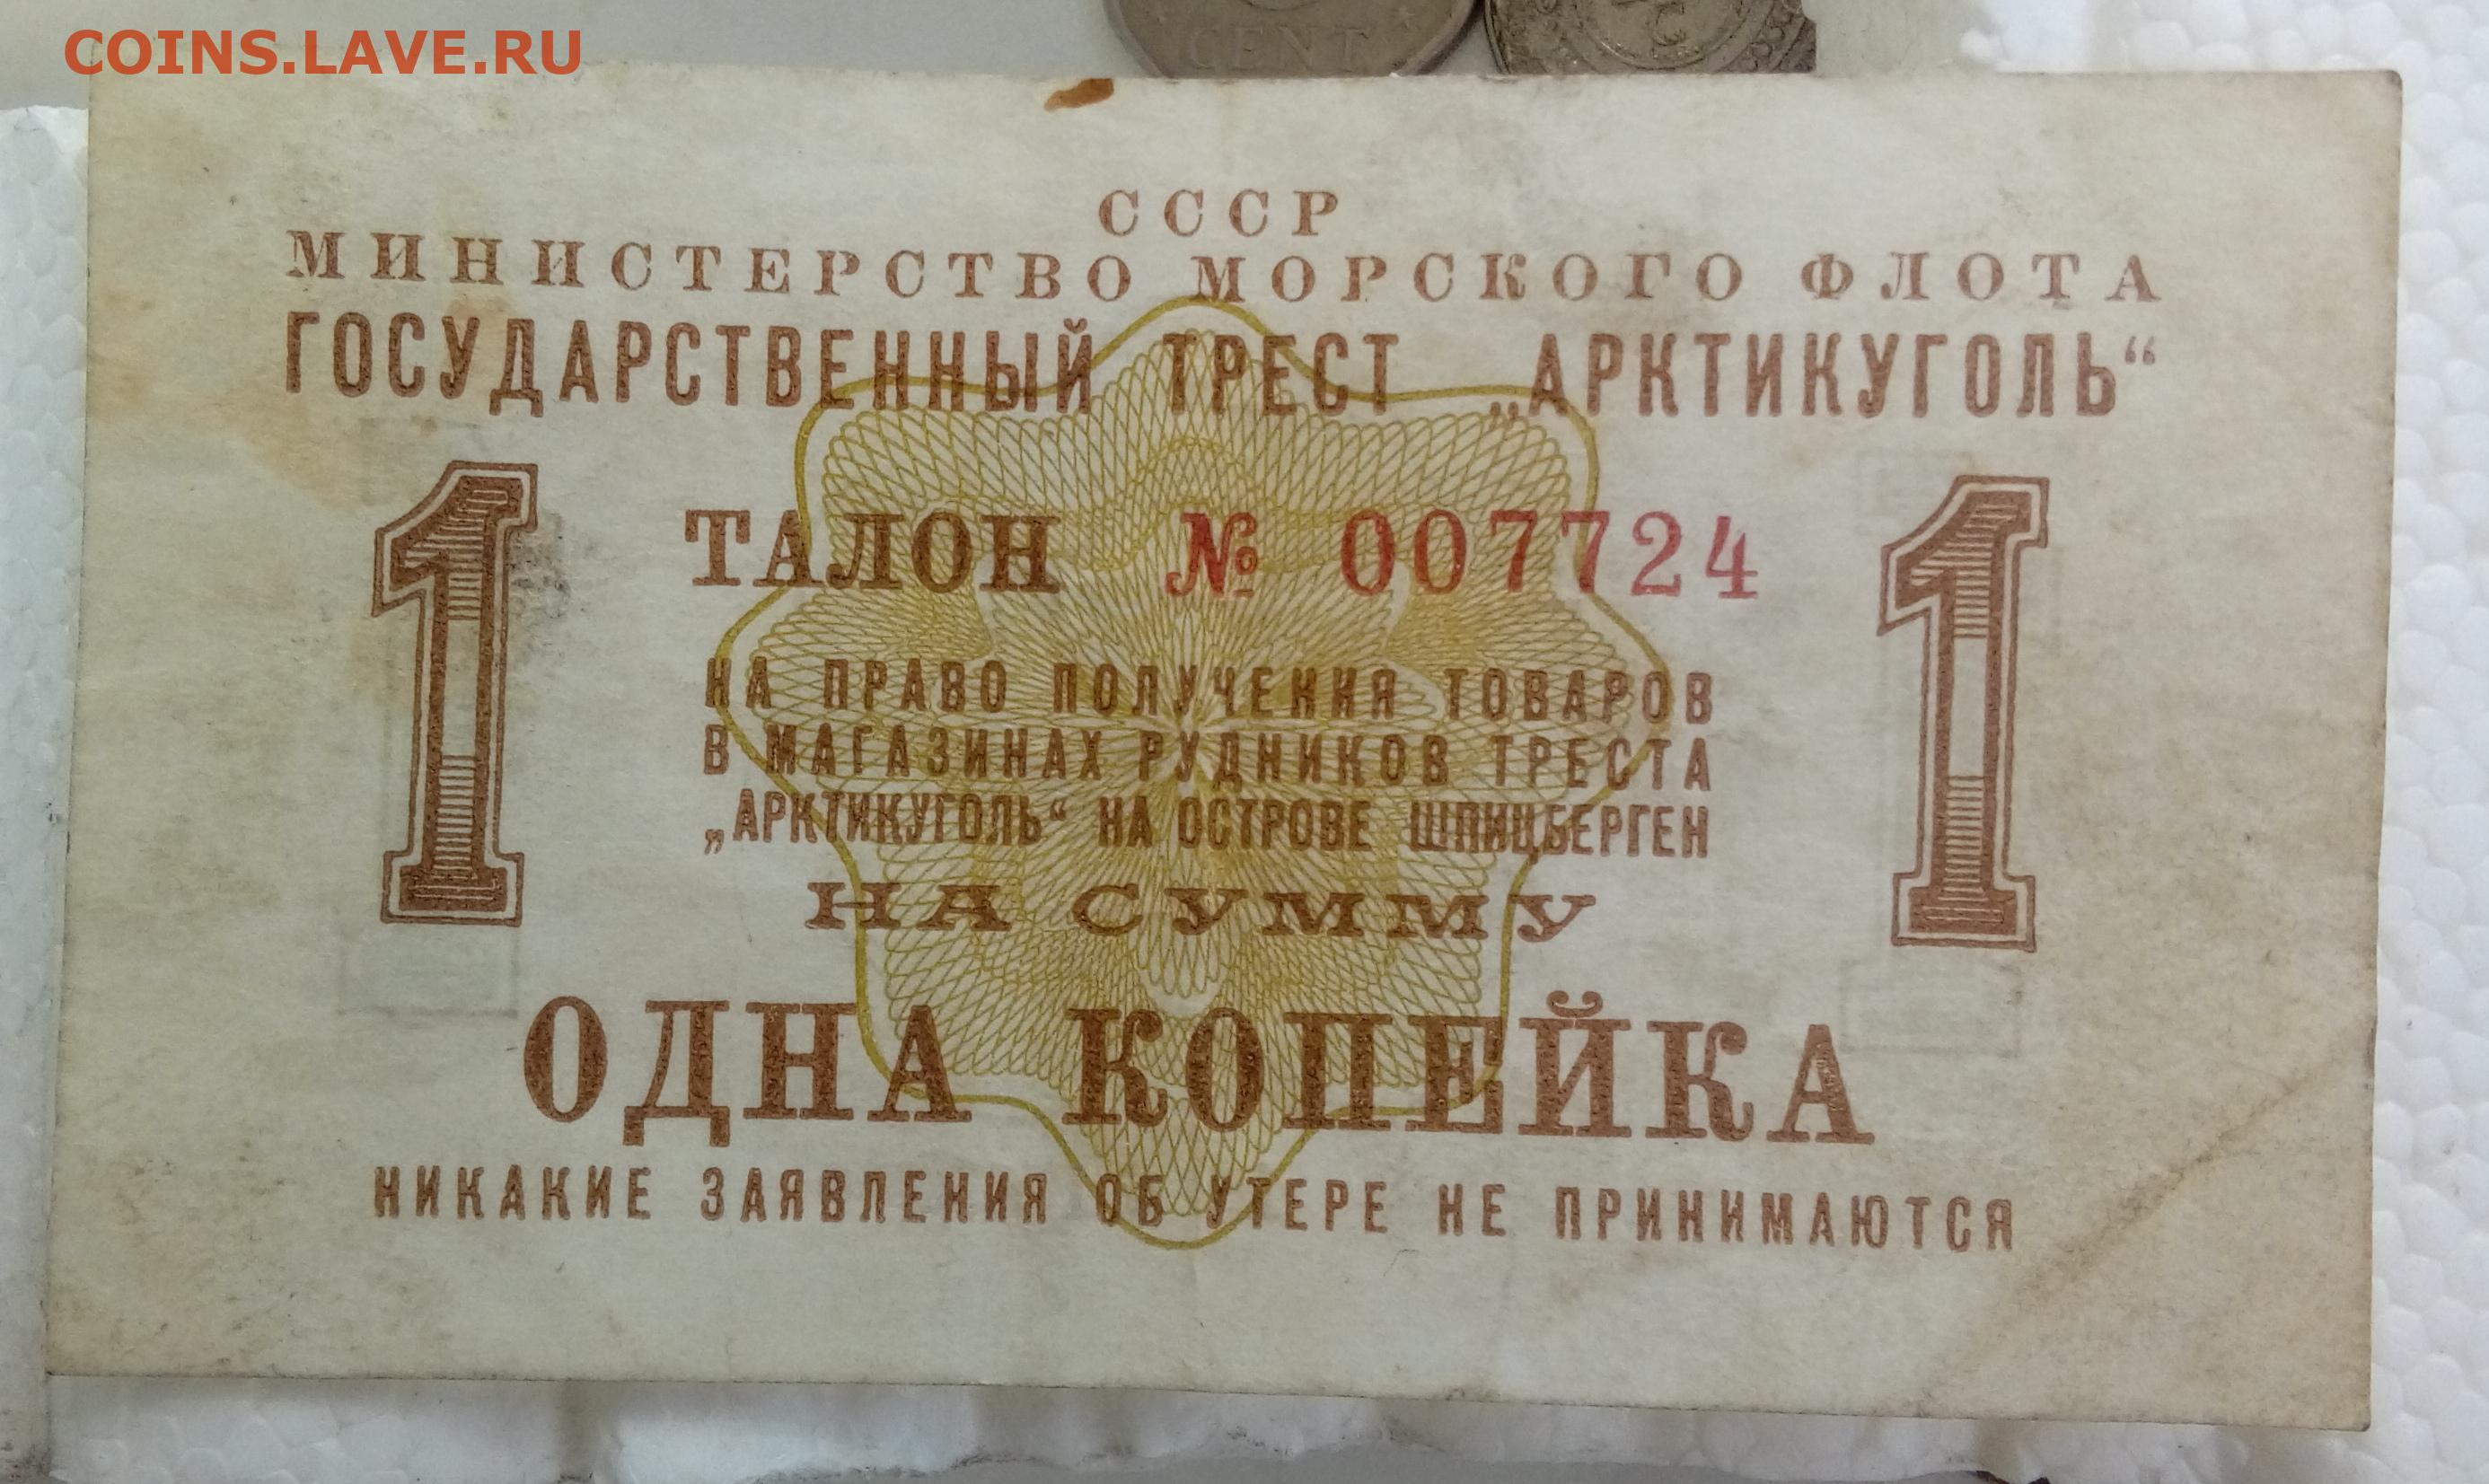 COINS.LAVE.RU
CENT
СССР
МИНИСТЕРСТВО МОРСКОГО ФЛОТА
ГОСУДАРСТВЕННЫЙ ТРЕСТ „АРКТИКУГОЛЬ“
1 1
ТАЛОН № 007724
НА ПРАВО ПОЛУЧЕНИЯ ТОВАРОВ
В МАГАЗИНАХ РУДНИКОВ ТРЕСТА
„АРКТИКУГОЛЬ“ НА ОСТРОВЕ ШПИЦБЕРГЕН
НА СУММУ
ОДНА КОПЕЙКА
НИКАКИЕ ЗАЯВЛЕНИЯ ОБ УТЕРЕ НЕ ПРИНИМАЮТСЯ